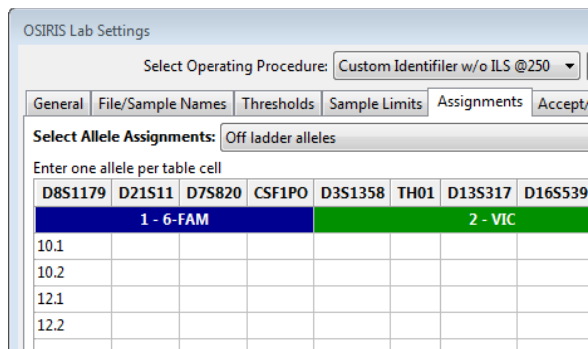 OSIRIS Lab Settings
Select Operating Procedure: Custom Identifiler w/o ILS @250
General File/Sample Names Thresholds Sample Limits Assignments Accept/
Select Allele Assignments: Off ladder alleles
Enter one allele per table cell
D8S1179 D21S11 D7S820 CSF1PO D3S1358 TH01 D13S317 D16S539
1 - 6-FAM 2 - VIC
10.1
10.2
12.1
12.2